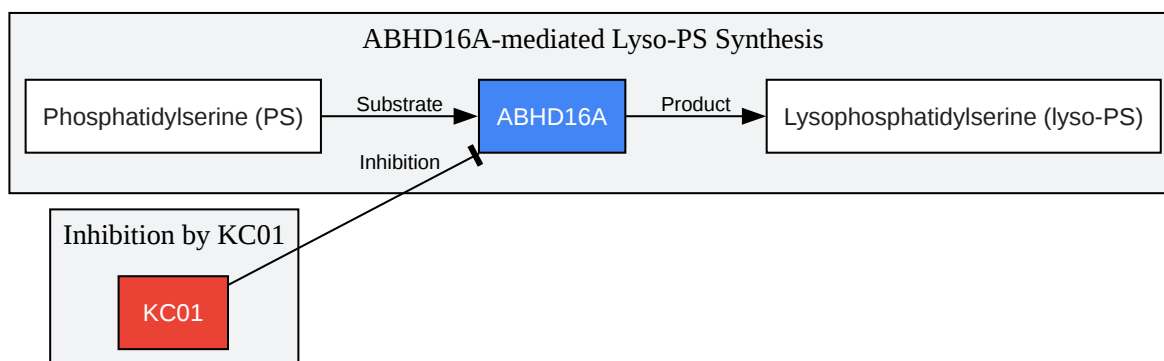 ABHD16A-mediated Lyso-PS Synthesis
Phosphatidylserine (PS)
Substrate
ABHD16A
Product
Lysophosphatidylserine (lyso-PS)
Inhibition
Inhibition by KC01
KC01